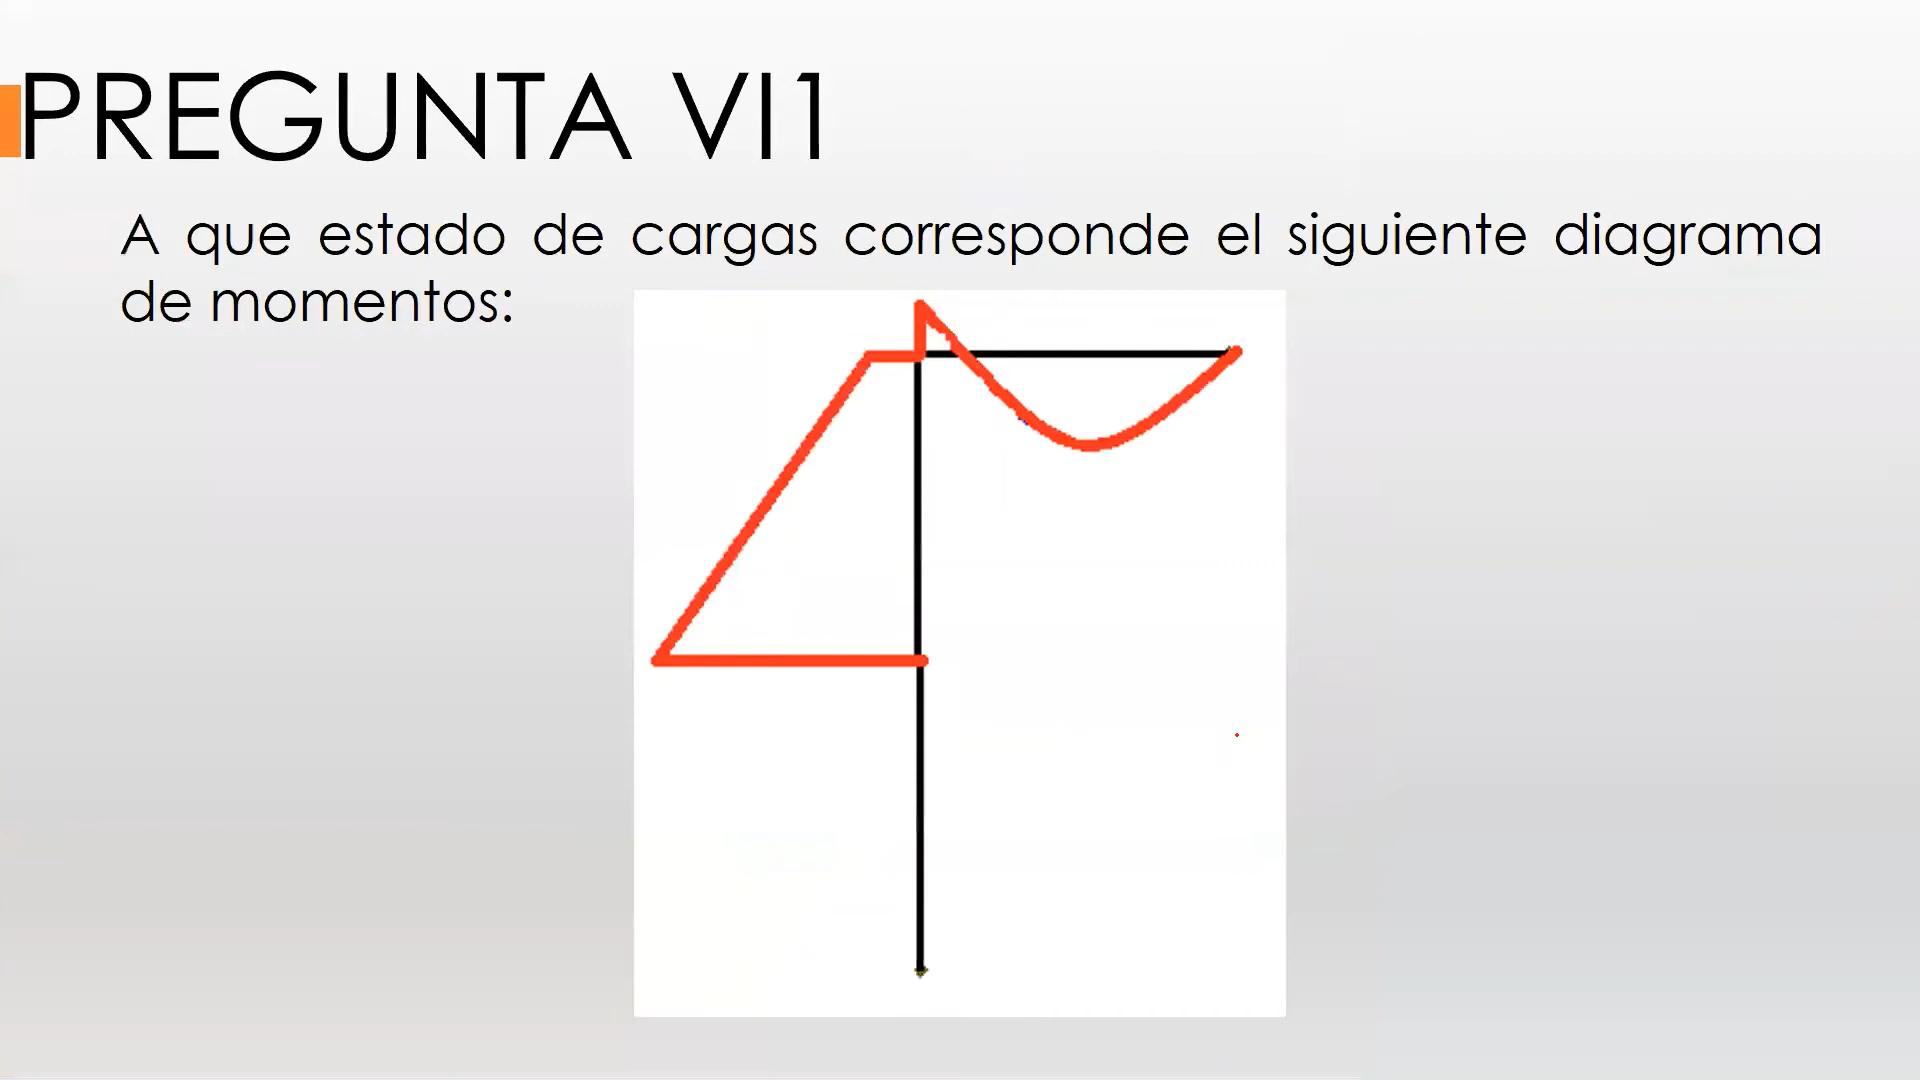 PREGUNTA VI1
A que estado de cargas corresponde el siguiente diagrama
de momentos: